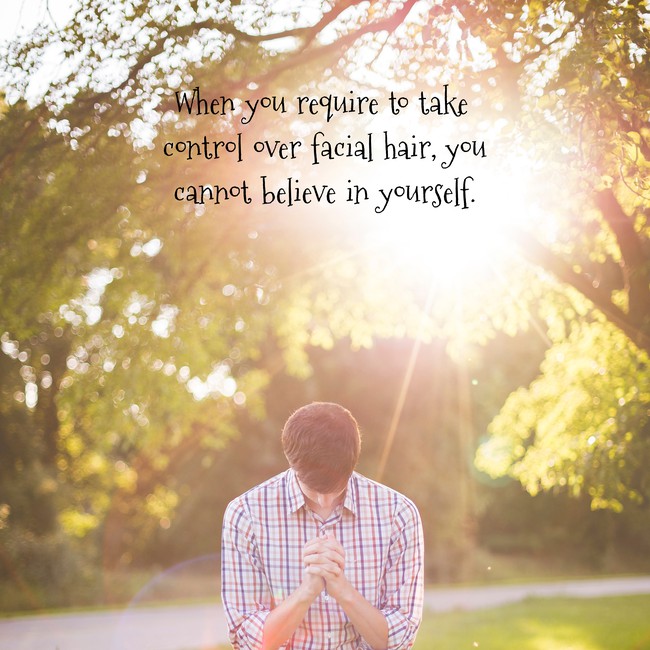 When you require to take
control over facial hair, you
cannot believe in yourself.